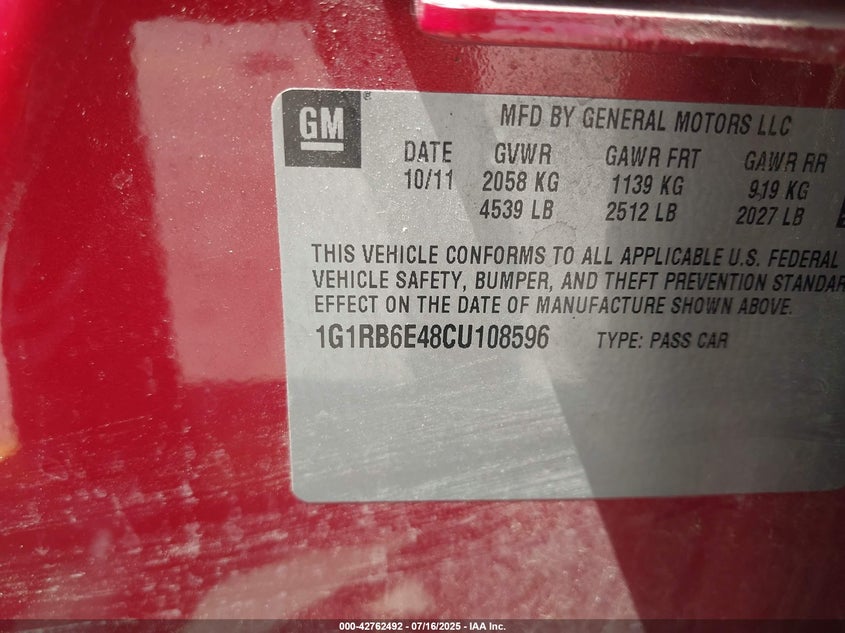 GM
MFD BY GENERAL MOTORS LLC
DATE GVWR GAWR FRT GAWR RR
10/11 2058 KG 1139 KG 919 KG
4539 LB 2512 LB 2027 LB
THIS VEHICLE CONFORMS TO ALL APPLICABLE U.S. FEDERAL
VEHICLE SAFETY, BUMPER, AND THEFT PREVENTION STANDAR
EFFECT ON THE DATE OF MANUFACTURE SHOWN ABOVE.
1G1RB6E48CU108596 TYPE: PASS CAR
000-42762492 - 07/16/2025 - IAA Inc.